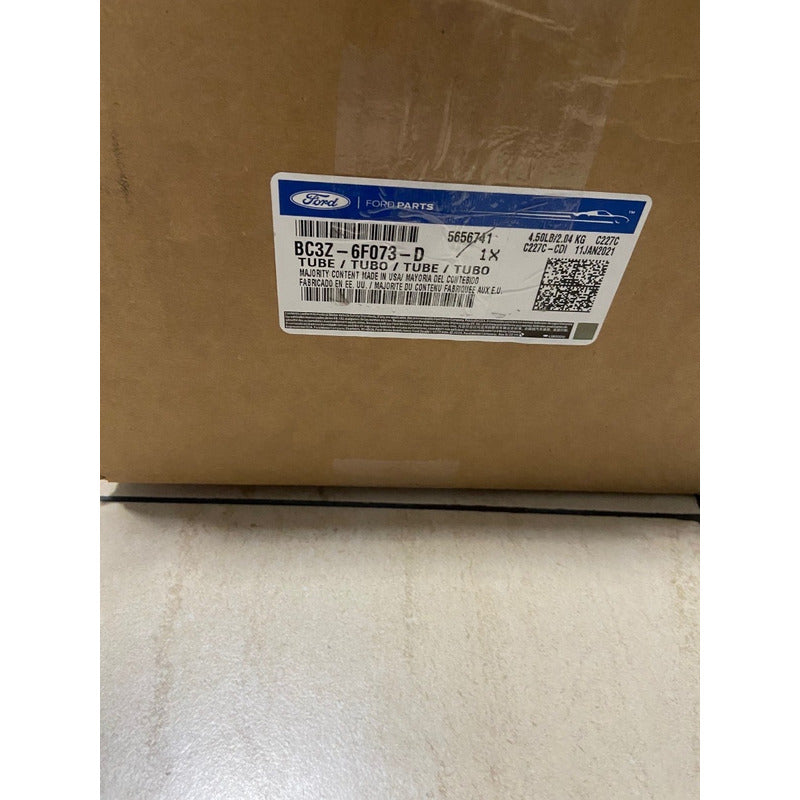 Ford | FORD PARTS
5656741 4.50LB/2.04 KG C227C
BC3Z-6F073-D 1X C227C-CDI 11JAN2021
TUBE / TUBO / TUBE / TUBO
MAJORITY CONTENT MADE IN USA/ MAYORIA DEL CONTENIDO
FABRICADO EN EE. UU. / MAJORITE DU CONTENU FABRIQUEE AUX E.U.